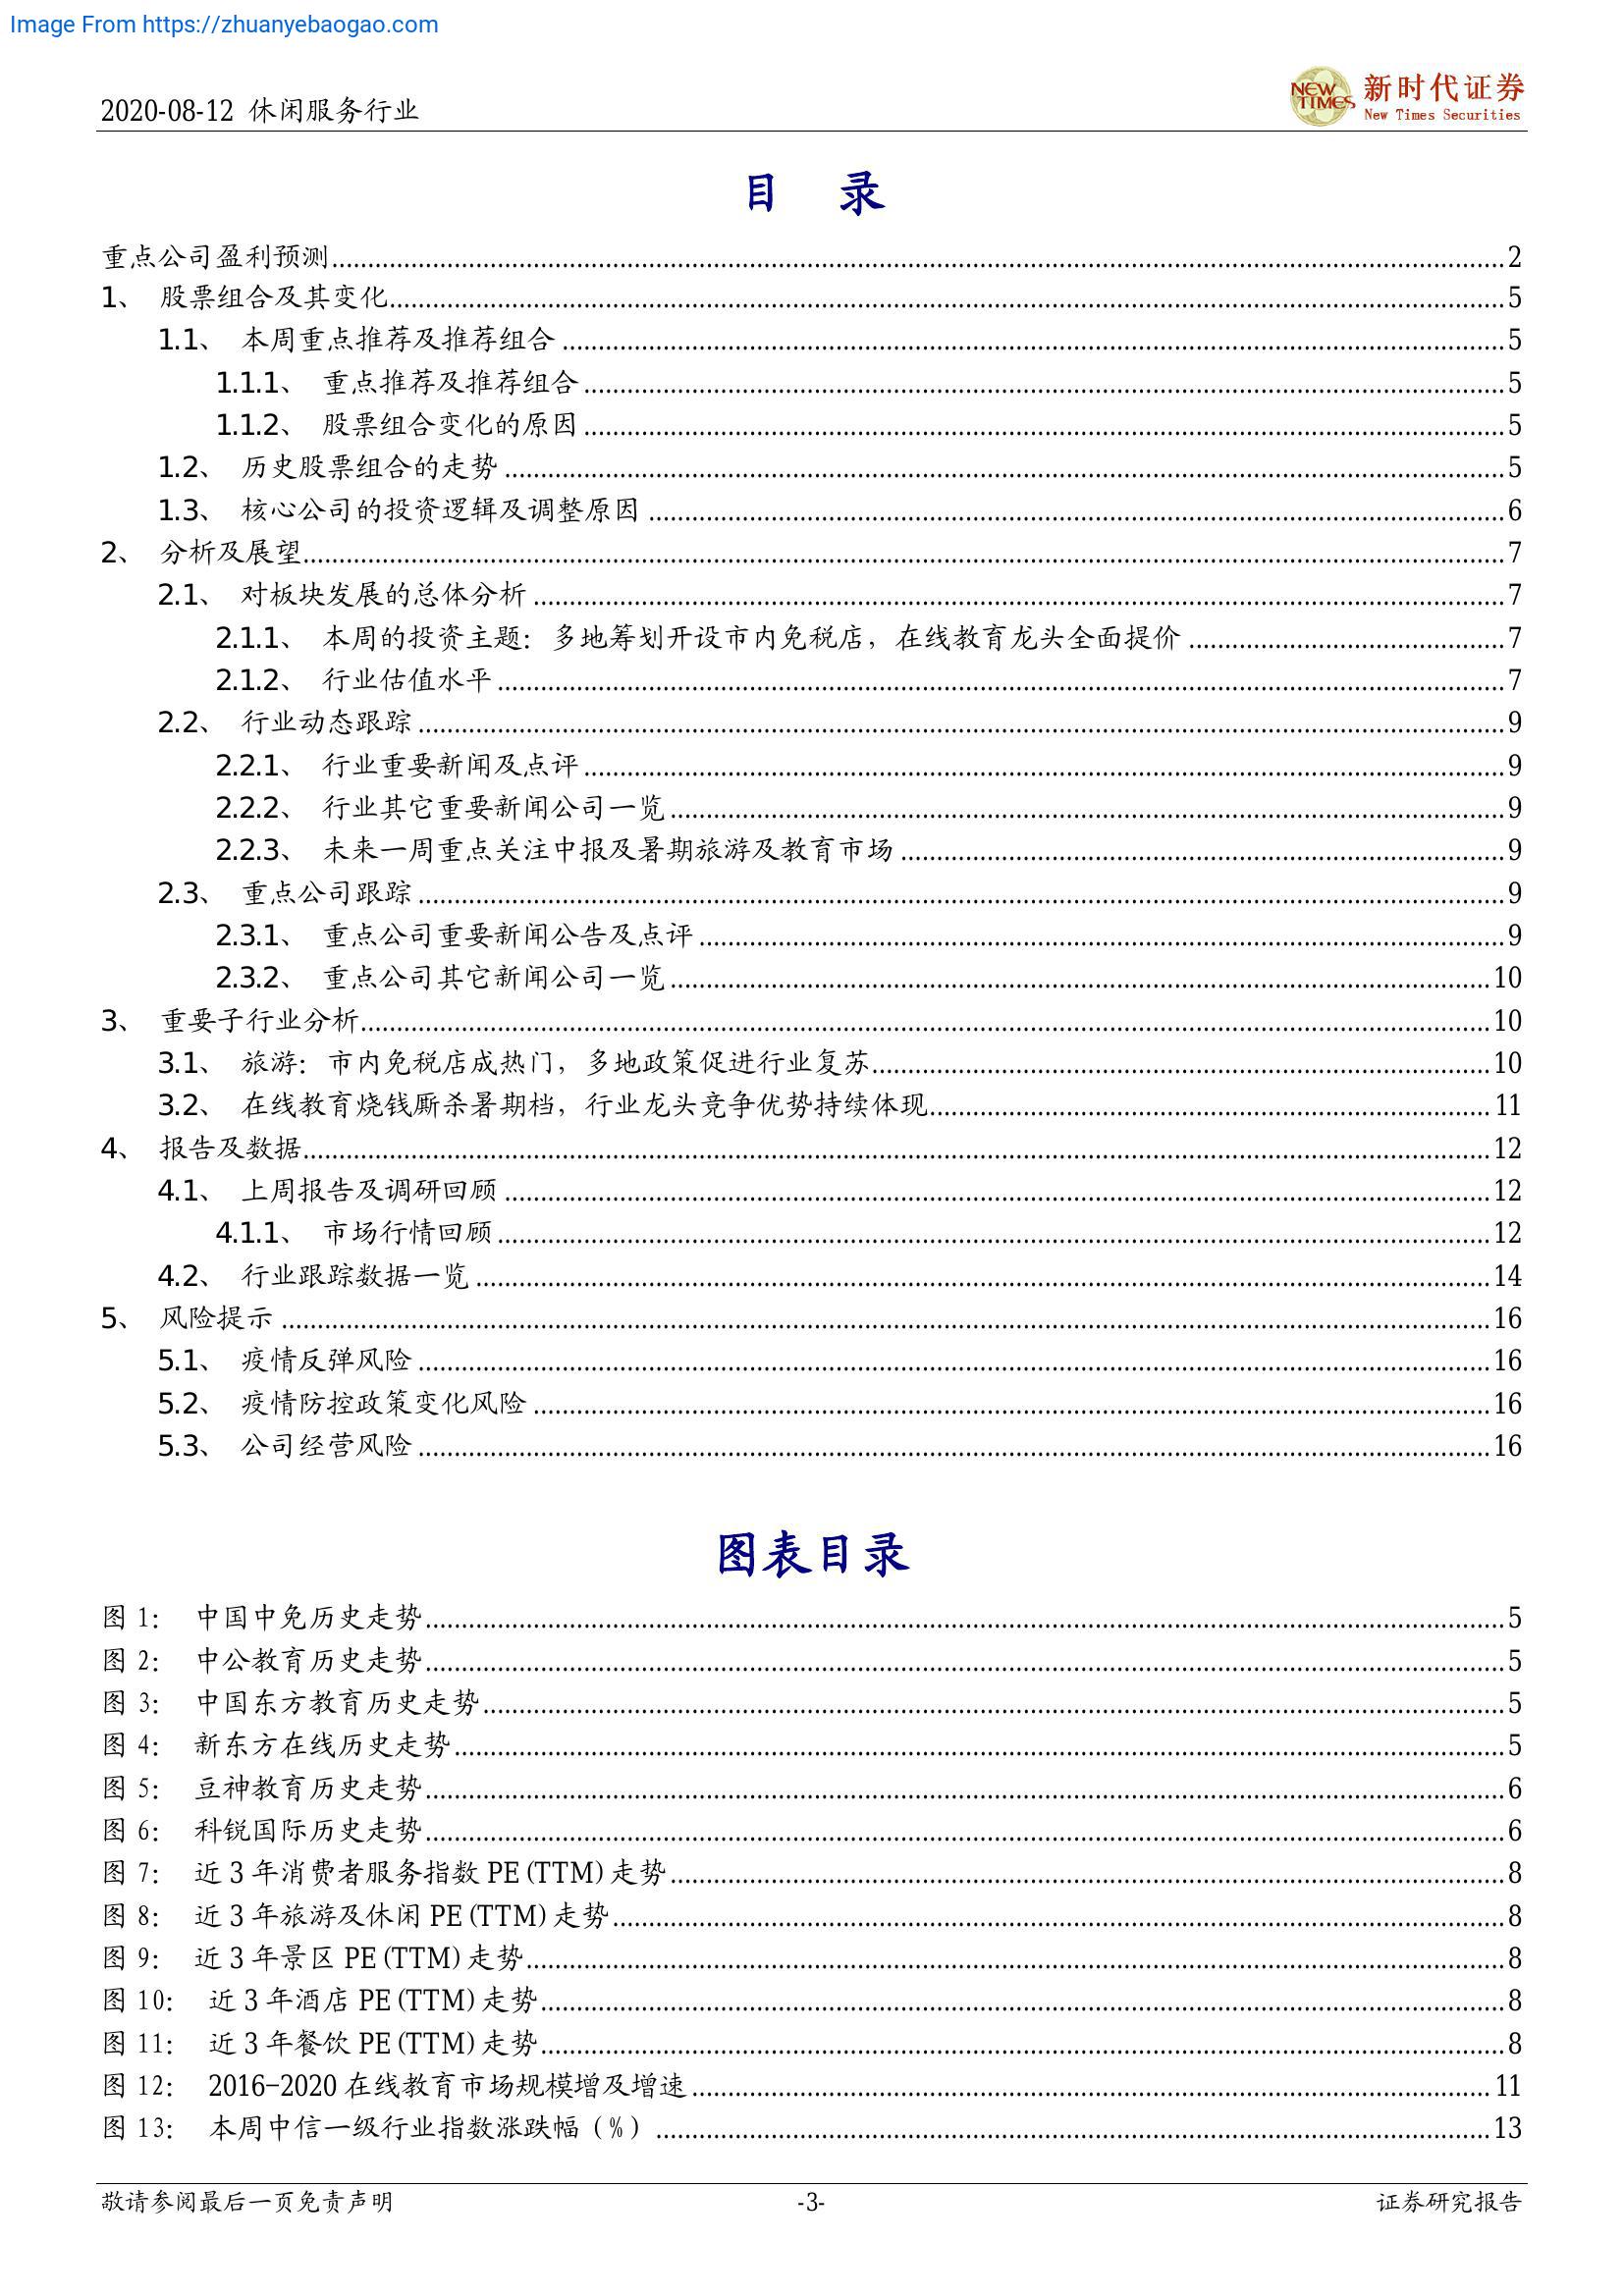 Image From https://zhuanyebaogao.com
2020-08-12 休闲服务行业
NEW TIMES 新时代证券
New Times Securities
目 录
重点公司盈利预测 2
1、 股票组合及其变化 5
1.1、 本周重点推荐及推荐组合 5
1.1.1、 重点推荐及推荐组合 5
1.1.2、 股票组合变化的原因 5
1.2、 历史股票组合的走势 5
1.3、 核心公司的投资逻辑及调整原因 6
2、 分析及展望 7
2.1、 对板块发展的总体分析 7
2.1.1、 本周的投资主题：多地筹划开设市内免税店，在线教育龙头全面提价 7
2.1.2、 行业估值水平 7
2.2、 行业动态跟踪 9
2.2.1、 行业重要新闻及点评 9
2.2.2、 行业其它重要新闻公司一览 9
2.2.3、 未来一周重点关注中报及暑期旅游及教育市场 9
2.3、 重点公司跟踪 9
2.3.1、 重点公司重要新闻公告及点评 9
2.3.2、 重点公司其它新闻公司一览 10
3、 重要子行业分析 10
3.1、 旅游：市内免税店成热门，多地政策促进行业复苏 10
3.2、 在线教育烧钱厮杀暑期档，行业龙头竞争优势持续体现 11
4、 报告及数据 12
4.1、 上周报告及调研回顾 12
4.1.1、 市场行情回顾 12
4.2、 行业跟踪数据一览 14
5、 风险提示 16
5.1、 疫情反弹风险 16
5.2、 疫情防控政策变化风险 16
5.3、 公司经营风险 16
图表目录
图 1： 中国中免历史走势 5
图 2： 中公教育历史走势 5
图 3： 中国东方教育历史走势 5
图 4： 新东方在线历史走势 5
图 5： 豆神教育历史走势 6
图 6： 科锐国际历史走势 6
图 7： 近 3 年消费者服务指数 PE(TTM)走势 8
图 8： 近 3 年旅游及休闲 PE(TTM)走势 8
图 9： 近 3 年景区 PE(TTM)走势 8
图 10： 近 3 年酒店 PE(TTM)走势 8
图 11： 近 3 年餐饮 PE(TTM)走势 8
图 12： 2016-2020 在线教育市场规模增及增速 11
图 13： 本周中信一级行业指数涨跌幅（%） 13
敬请参阅最后一页免责声明 -3- 证券研究报告